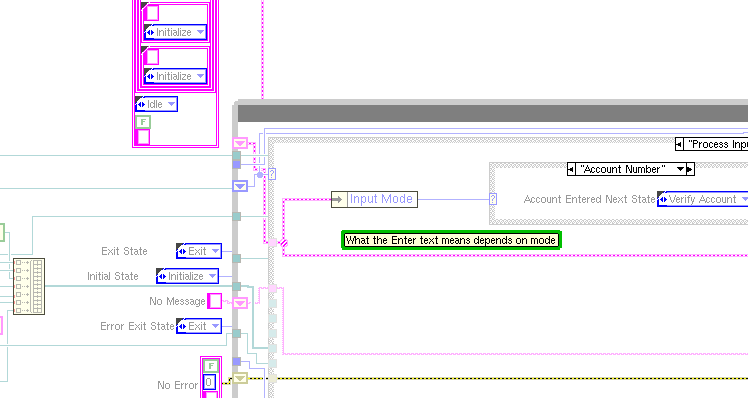 Initialize
Initialize
Idle
F
"Process Inpu
?
"Account Number"
Input Mode
?
Account Entered Next State
Verify Account
What the Enter text means depends on mode
Exit State
Exit
Initial State
Initialize
No Message
Error Exit State
Exit
F
No Error
0